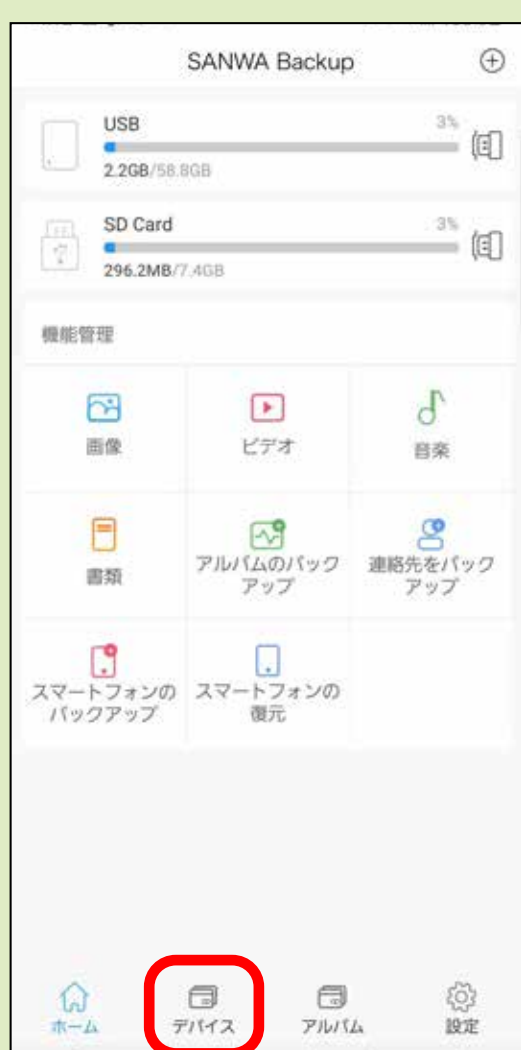 SANWA Backup
USB
3%
2.2GB/58.8GB
SD Card
3%
296.2MB/7.4GB
機能管理
画像
ビデオ
音楽
書類
アルバムのバック
アップ
連絡先をバック
アップ
スマートフォンの
バックアップ
スマートフォンの
復元
ホーム
デバイス
アルバム
設定